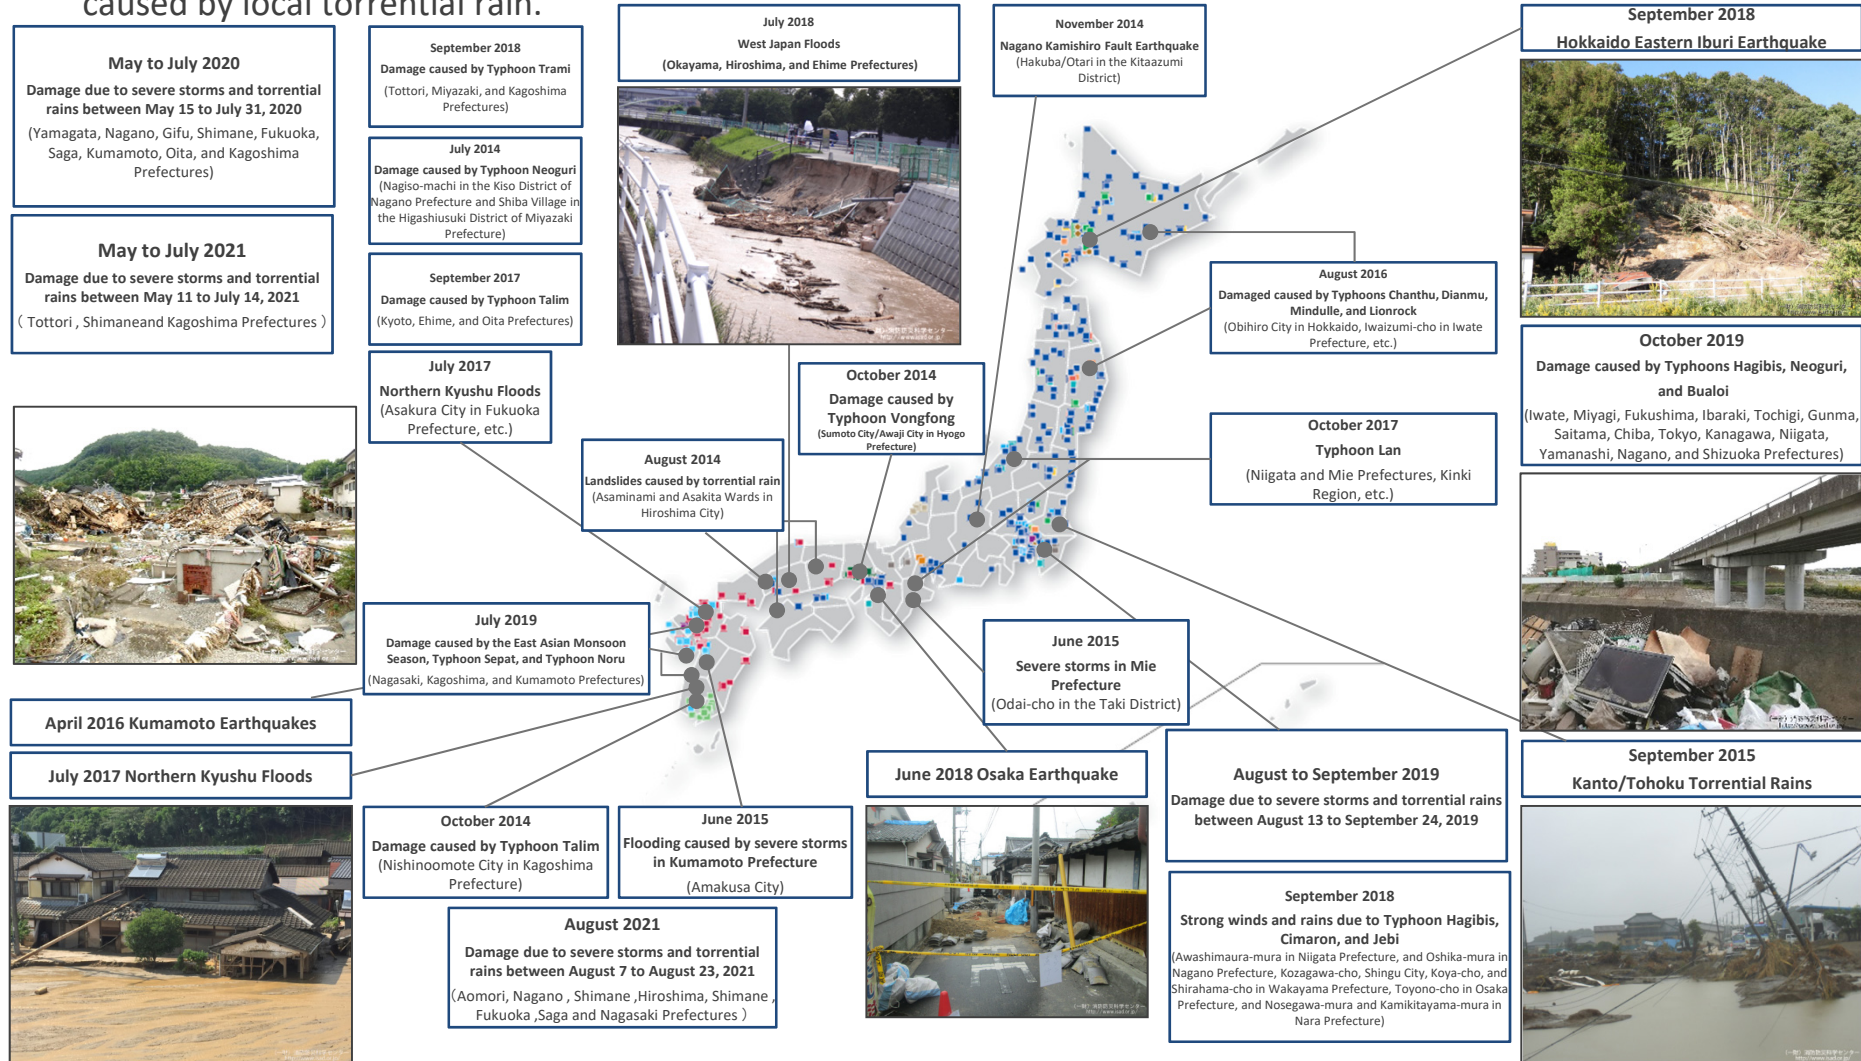 caused by local torrential rain.
May to July 2020
Damage due to severe storms and torrential
rains between May 15 to July 31, 2020
(Yamagata, Nagano, Gifu, Shimane, Fukuoka,
Saga, Kumamoto, Oita, and Kagoshima
Prefectures)
May to July 2021
Damage due to severe storms and torrential
rains between May 11 to July 14, 2021
( Tottori , Shimaneand Kagoshima Prefectures )
September 2018
Damage caused by Typhoon Trami
(Tottori, Miyazaki, and Kagoshima
Prefectures)
July 2014
Damage caused by Typhoon Neoguri
(Nagiso-machi in the Kiso District of
Nagano Prefecture and Shiba Village in
the Higashiusuki District of Miyazaki
Prefecture)
September 2017
Damage caused by Typhoon Talim
(Kyoto, Ehime, and Oita Prefectures)
July 2017
Northern Kyushu Floods
(Asakura City in Fukuoka
Prefecture, etc.)
July 2018
West Japan Floods
(Okayama, Hiroshima, and Ehime Prefectures)
November 2014
Nagano Kamishiro Fault Earthquake
(Hakuba/Otari in the Kitaazumi
District)
September 2018
Hokkaido Eastern Iburi Earthquake
August 2016
Damaged caused by Typhoons Chanthu, Dianmu,
Mindulle, and Lionrock
(Obihiro City in Hokkaido, Iwaizumi-cho in Iwate
Prefecture, etc.)
October 2019
Damage caused by Typhoons Hagibis, Neoguri,
and Bualoi
(Iwate, Miyagi, Fukushima, Ibaraki, Tochigi, Gunma,
Saitama, Chiba, Tokyo, Kanagawa, Niigata,
Yamanashi, Nagano, and Shizuoka Prefectures)
October 2014
Damage caused by
Typhoon Vongfong
(Sumoto City/Awaji City in Hyogo
Prefecture)
October 2017
Typhoon Lan
(Niigata and Mie Prefectures, Kinki
Region, etc.)
August 2014
Landslides caused by torrential rain
(Asaminami and Asakita Wards in
Hiroshima City)
July 2019
Damage caused by the East Asian Monsoon
Season, Typhoon Sepat, and Typhoon Noru
(Nagasaki, Kagoshima, and Kumamoto Prefectures)
June 2015
Severe storms in Mie
Prefecture
(Odai-cho in the Taki District)
April 2016 Kumamoto Earthquakes
July 2017 Northern Kyushu Floods
June 2018 Osaka Earthquake
August to September 2019
Damage due to severe storms and torrential rains
between August 13 to September 24, 2019
September 2015
Kanto/Tohoku Torrential Rains
October 2014
Damage caused by Typhoon Talim
(Nishinoomote City in Kagoshima
Prefecture)
June 2015
Flooding caused by severe storms
in Kumamoto Prefecture
(Amakusa City)
August 2021
Damage due to severe storms and torrential
rains between August 7 to August 23, 2021
(Aomori, Nagano , Shimane ,Hiroshima, Shimane ,
Fukuoka ,Saga and Nagasaki Prefectures )
September 2018
Strong winds and rains due to Typhoon Hagibis,
Cimaron, and Jebi
(Awashimaura-mura in Niigata Prefecture, and Oshika-mura in
Nagano Prefecture, Kozagawa-cho, Shingu City, Koya-cho, and
Shirahama-cho in Wakayama Prefecture, Toyono-cho in Osaka
Prefecture, and Nosegawa-mura and Kamikitayama-mura in
Nara Prefecture)